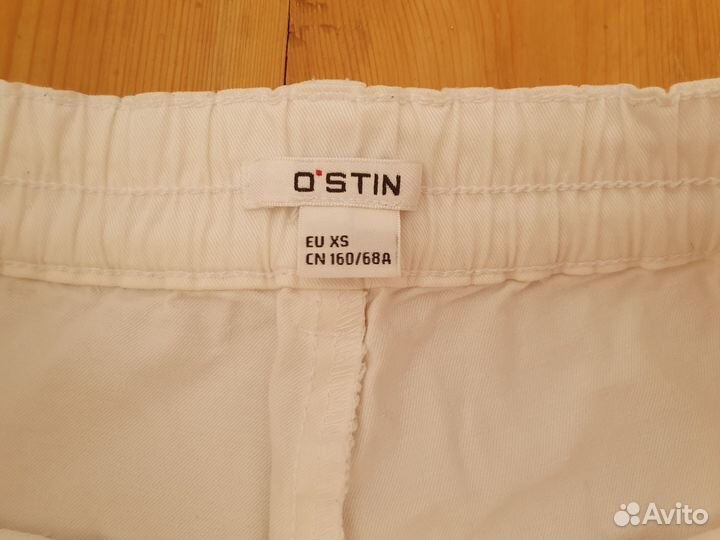 O'STIN
EU XS
CN 160/68A
Avito